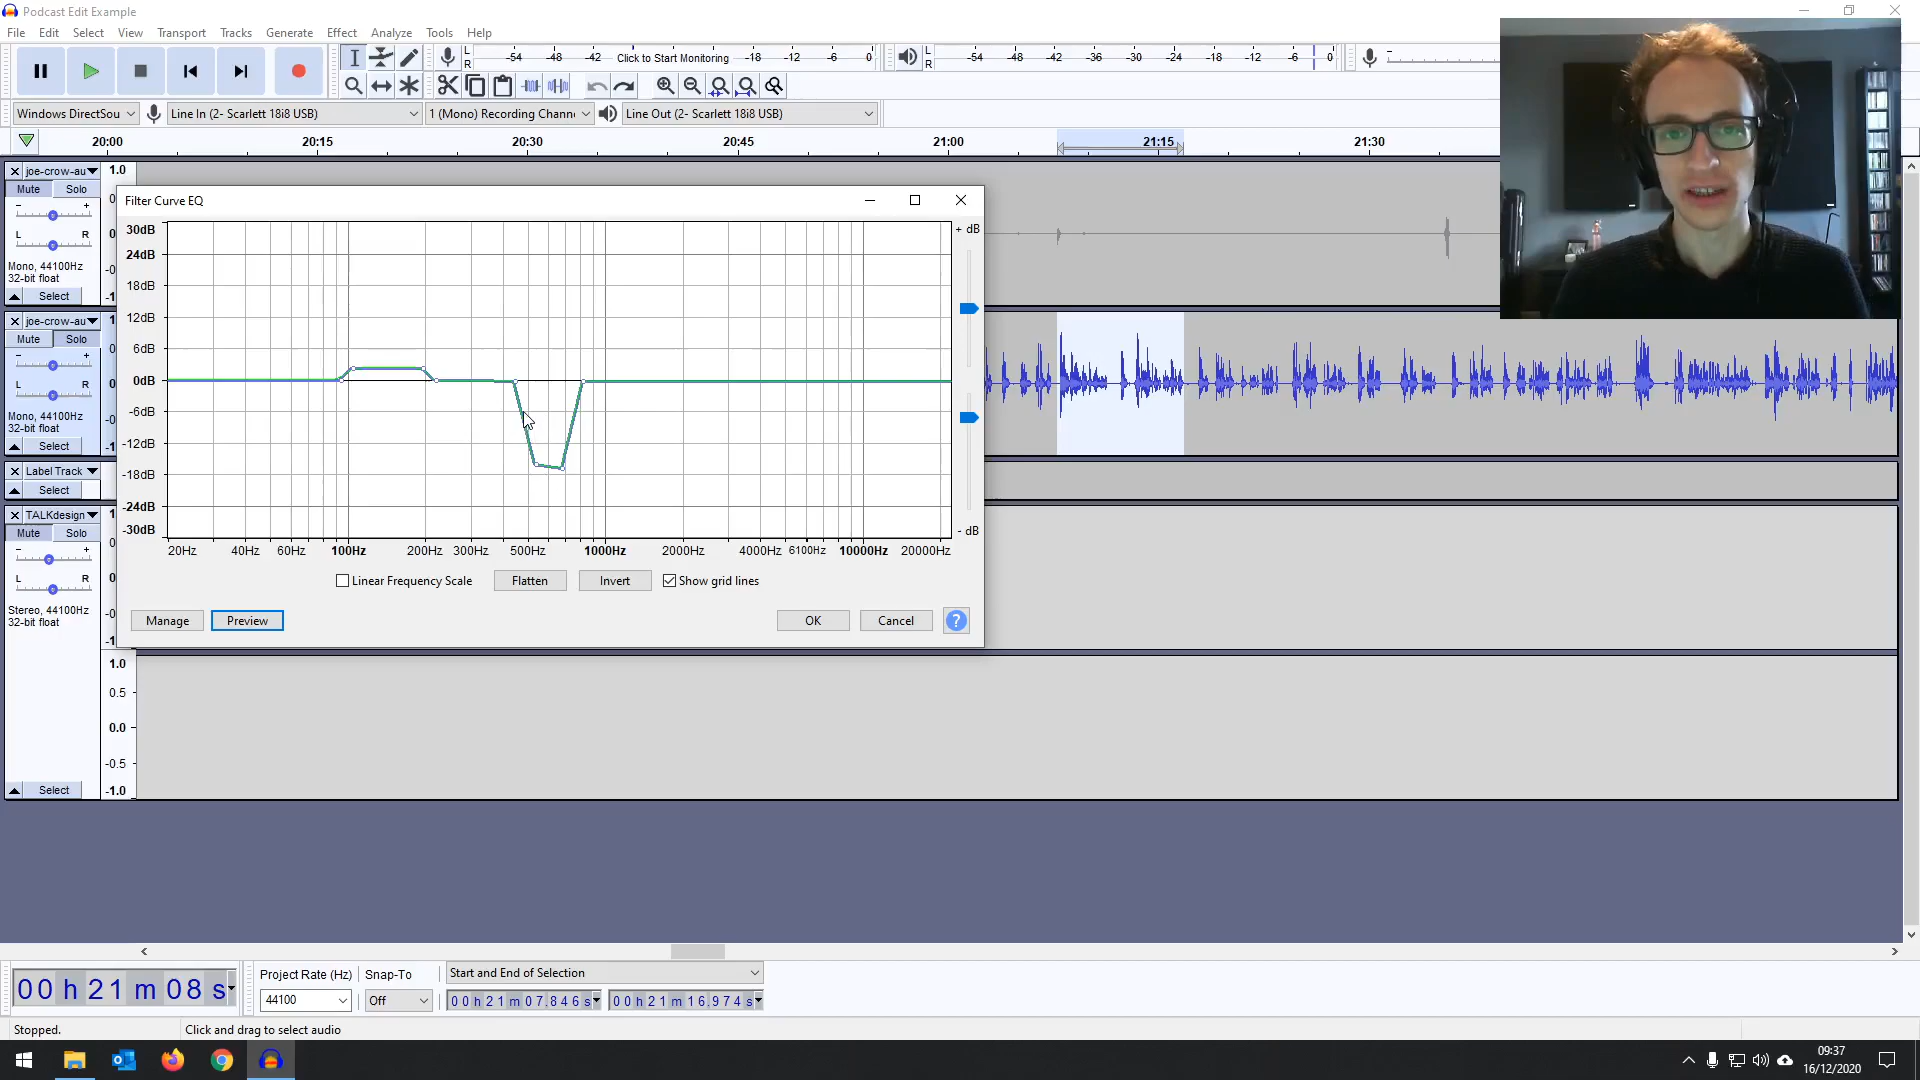 Podcast Edit Example
File Edit Select View Transport Tracks Generate Effect Analyze Tools Help
L
R
-54 -48 -42 Click to Start Monitoring -18 -12 -6 0
L
R
-54 -48 -42 -36 -30 -24 -18 -12 -6 0
Windows DirectSou Line In (2- Scarlett 18i8 USB) 1 (Mono) Recording Chann Line Out (2- Scarlett 18i8 USB)
20:00 20:15 20:30 20:45 21:00 21:15 21:30
joe-crow-au
Mute Solo
- +
L R
Mono, 44100Hz
32-bit float
Select
1.0
joe-crow-au
Mute Solo
- +
L R
Mono, 44100Hz
32-bit float
Select
Label Track
Select
TALKdesign
Mute Solo
- +
L R
Stereo, 44100Hz
32-bit float
Select
1.0
0.5
0.0
-0.5
-1.0
Filter Curve EQ
30dB
24dB
18dB
12dB
6dB
0dB
-6dB
-12dB
-18dB
-24dB
-30dB
+ dB
- dB
20Hz 40Hz 60Hz 100Hz 200Hz 300Hz 500Hz 1000Hz 2000Hz 4000Hz 6100Hz 10000Hz 20000Hz
Linear Frequency Scale Flatten Invert Show grid lines
Manage Preview OK Cancel ?
00 h 21 m 08 s
Project Rate (Hz) Snap-To Start and End of Selection
44100 Off 00 h 21 m 07.846 s 00 h 21 m 16.974 s
Stopped. Click and drag to select audio
09:37
16/12/2020